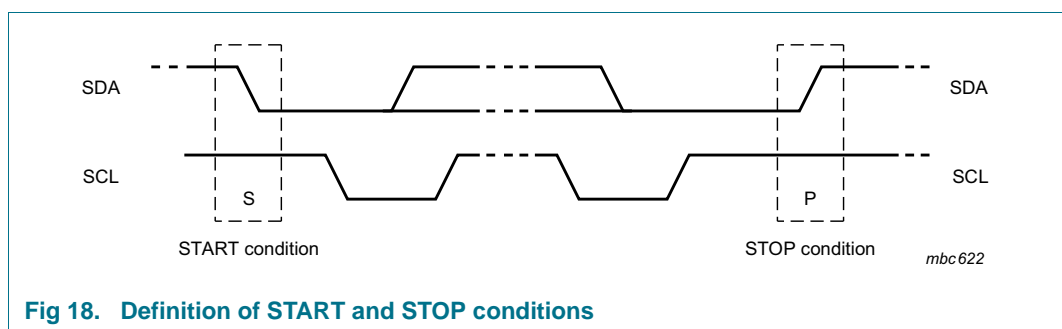 SDA
SDA
SCL
SCL
S
P
START condition
STOP condition
mbc622
Fig 18. Definition of START and STOP conditions